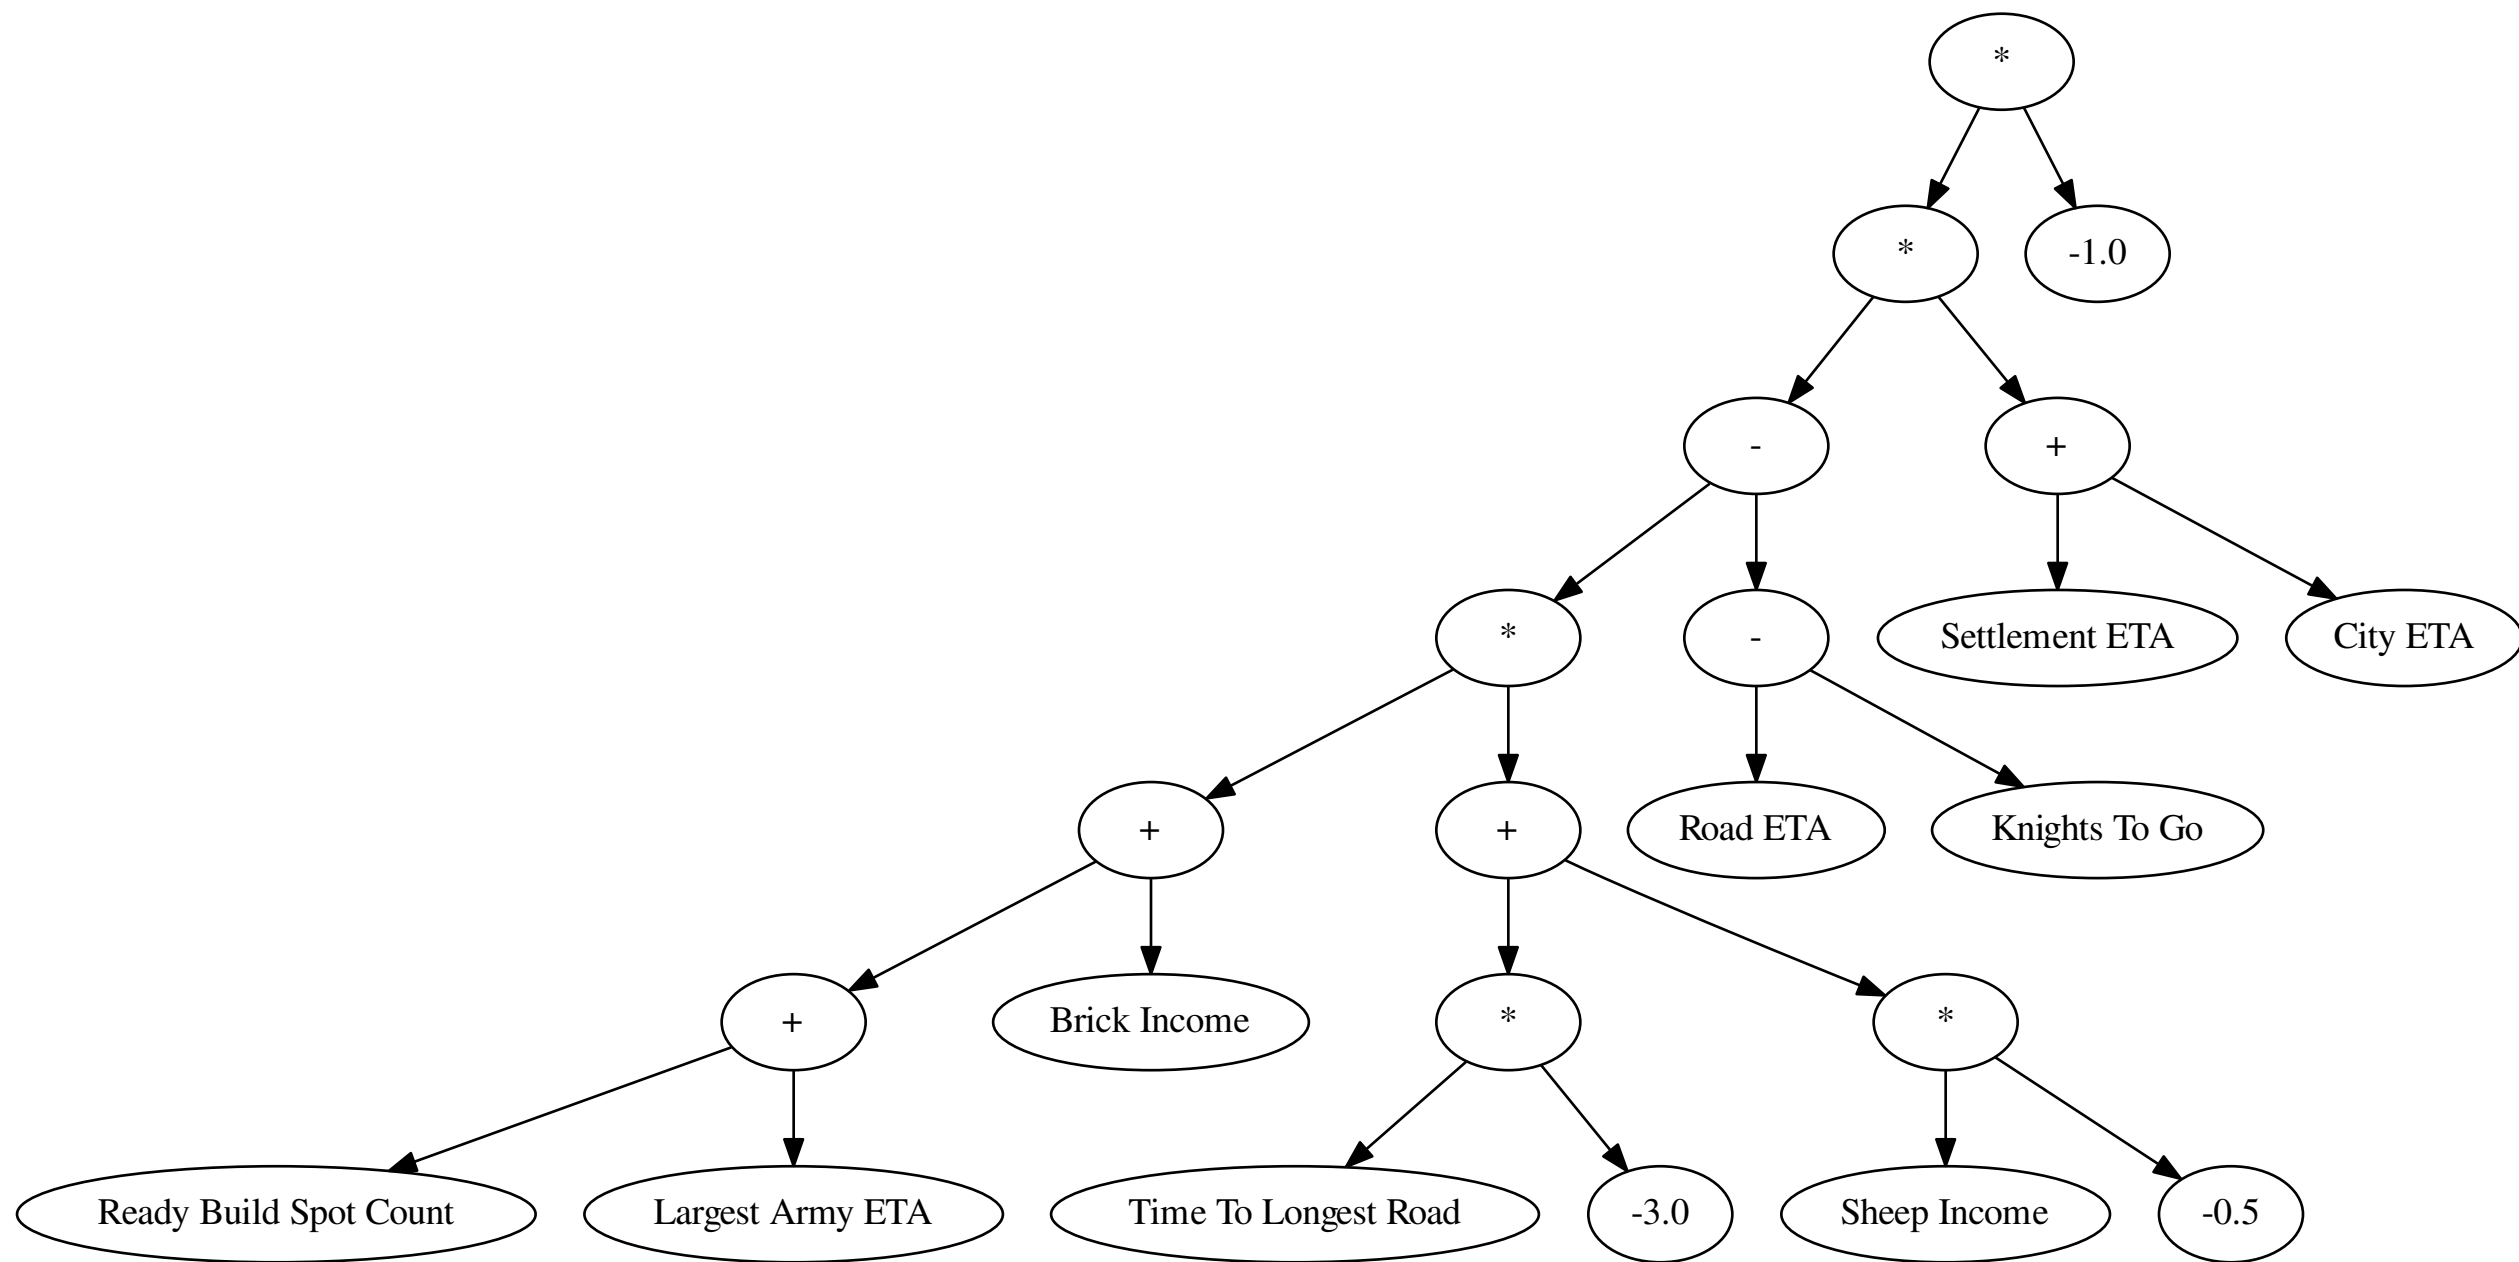 *
*
-1.0
-
+
*
-
Settlement ETA
City ETA
+
+
Road ETA
Knights To Go
+
Brick Income
*
*
Ready Build Spot Count
Largest Army ETA
Time To Longest Road
-3.0
Sheep Income
-0.5